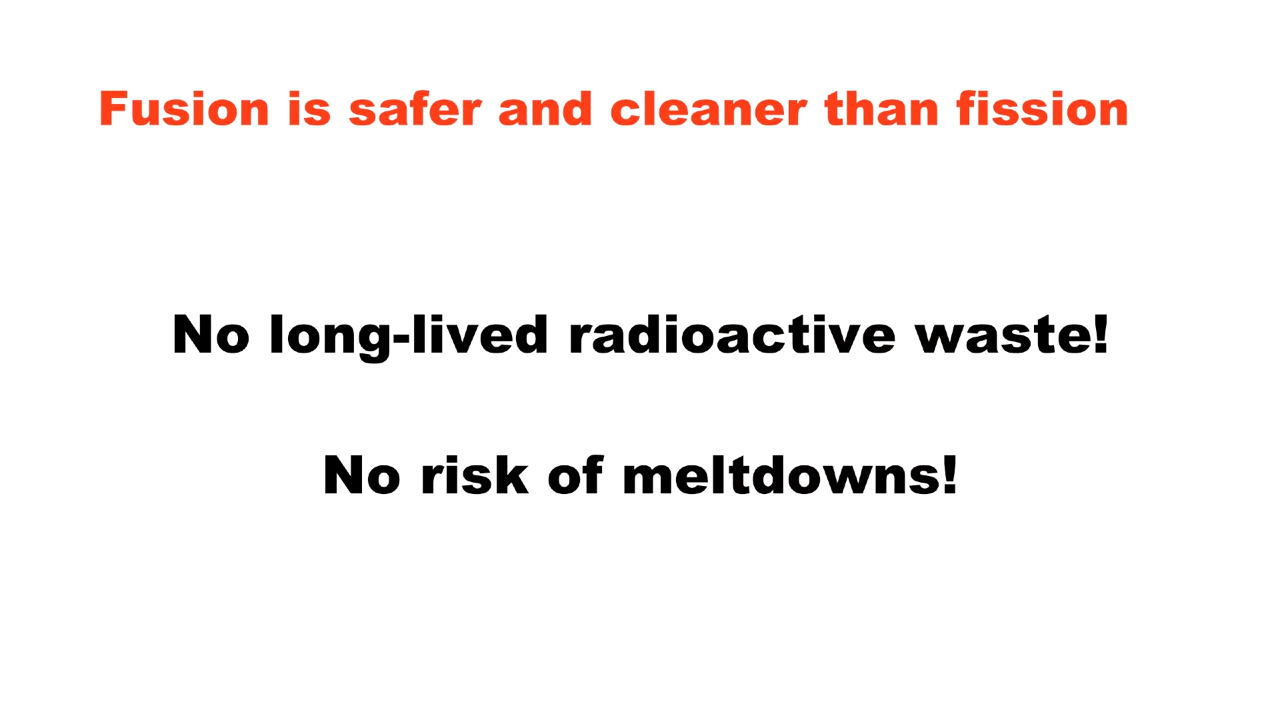 Fusion is safer and cleaner than fission
No long-lived radioactive waste!
No risk of meltdowns!